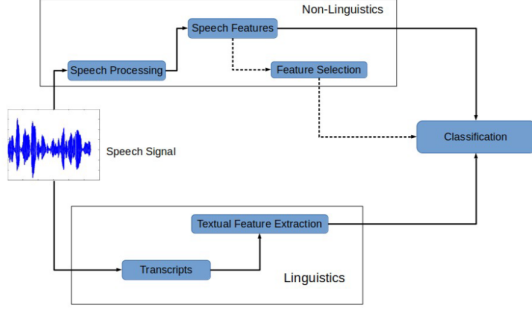 Non-Linguistics
Speech Features
Speech Processing
Feature Selection
Speech Signal
Classification
Textual Feature Extraction
Transcripts
Linguistics